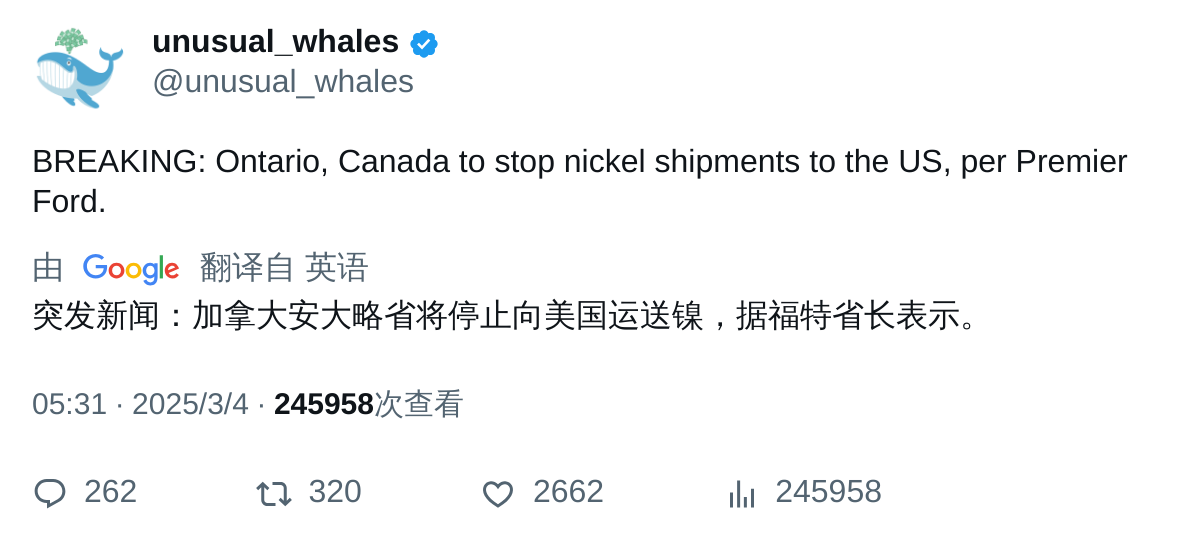 unusual_whales
@unusual_whales
BREAKING: Ontario, Canada to stop nickel shipments to the US, per Premier
Ford.
由 Google 翻译自 英语
突发新闻：加拿大安大略省将停止向美国运送镍，据福特省长表示。
05:31 · 2025/3/4 · 245958次查看
262 320 2662 245958